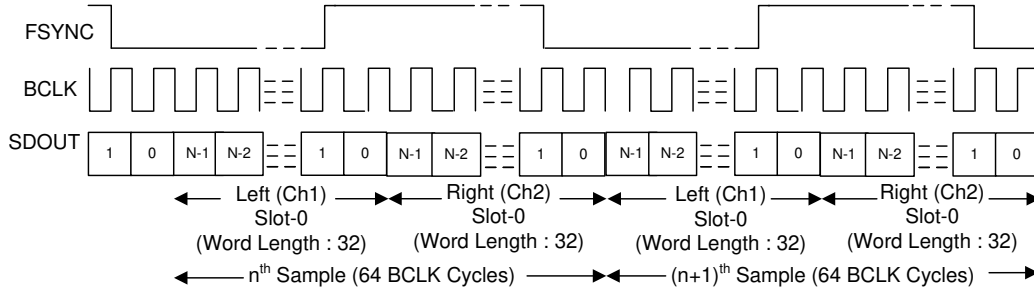 FSYNC
BCLK
SDOUT 1 0 N-1 N-2 1 0 N-1 N-2 1 0 N-1 N-2 1 0 N-1 N-2 1 0
Left (Ch1) Right (Ch2) Left (Ch1) Right (Ch2)
Slot-0 Slot-0 Slot-0 Slot-0
(Word Length : 32) (Word Length : 32) (Word Length : 32) (Word Length : 32)
nth Sample (64 BCLK Cycles) (n+1)th Sample (64 BCLK Cycles)